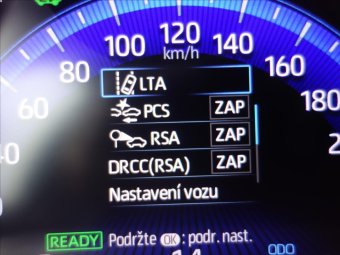 120
100
140
km/h
80
160
LTA
60
PCS ZAP
180
RSA ZAP
DRCC(RSA) ZAP
Nastavení vozu
READY Podržte OK : podr. nast.
ODO